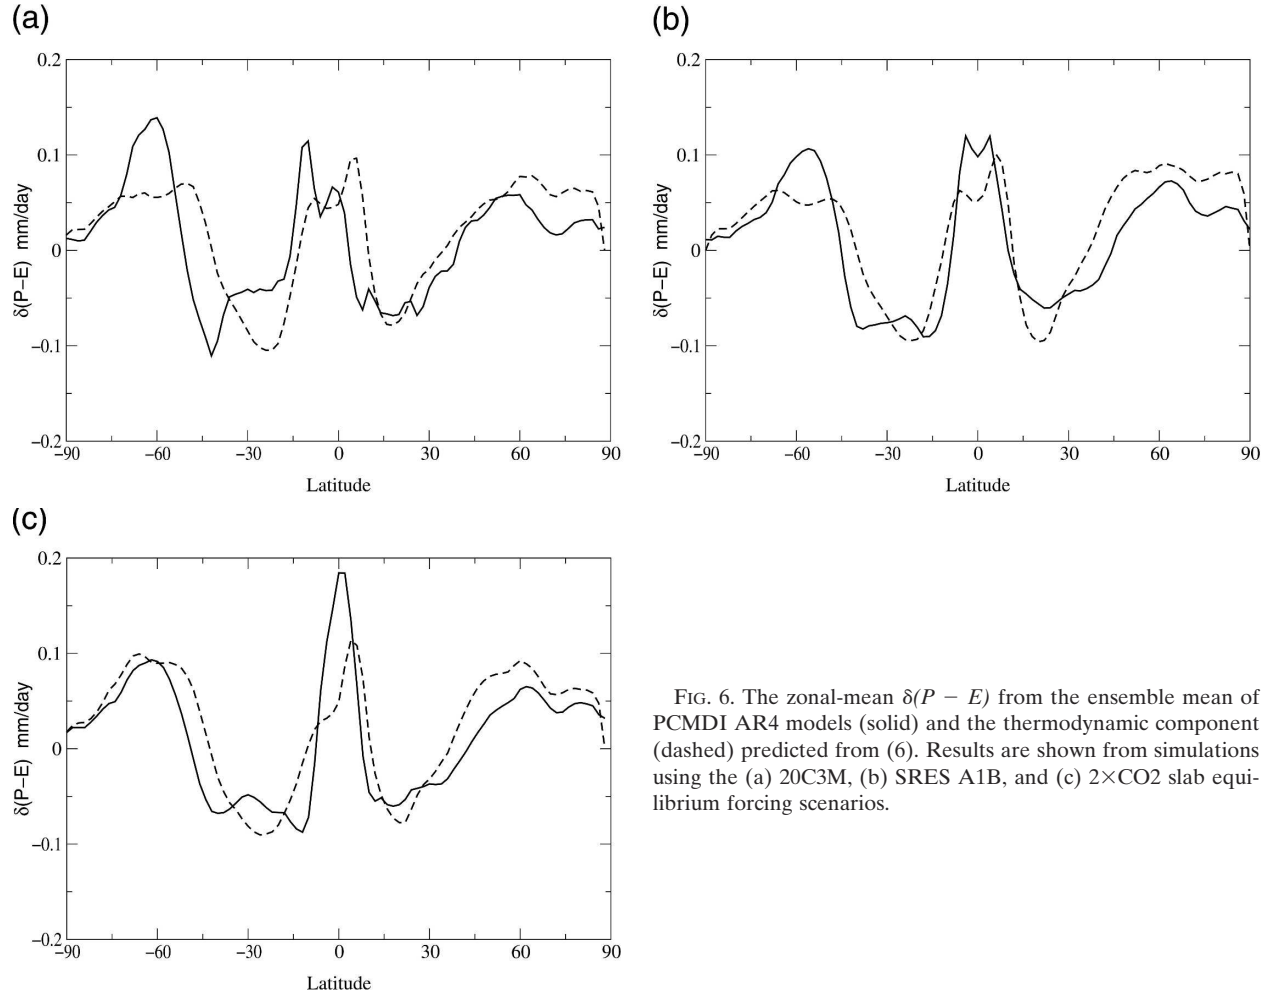 (a)
0.2
0.1
0
−0.1
−0.2
δ(P−E) mm/day
−90 −60 −30 0 30 60 90
Latitude
(b)
0.2
0.1
0
−0.1
−0.2
δ(P−E) mm/day
−90 −60 −30 0 30 60 90
Latitude
(c)
0.2
0.1
0
−0.1
−0.2
δ(P−E) mm/day
−90 −60 −30 0 30 60 90
Latitude
FIG. 6. The zonal-mean δ(P − E) from the ensemble mean of
PCMDI AR4 models (solid) and the thermodynamic component
(dashed) predicted from (6). Results are shown from simulations
using the (a) 20C3M, (b) SRES A1B, and (c) 2×CO2 slab equi-
librium forcing scenarios.